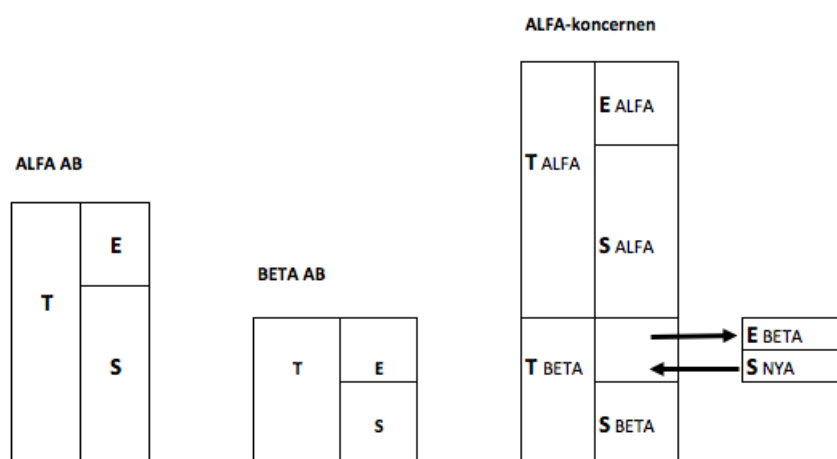 ALFA-koncernen
E ALFA
ALFA AB
T ALFA
E
S ALFA
BETA AB
T
S
E BETA
T
E
T BETA
S NYA
S
S BETA